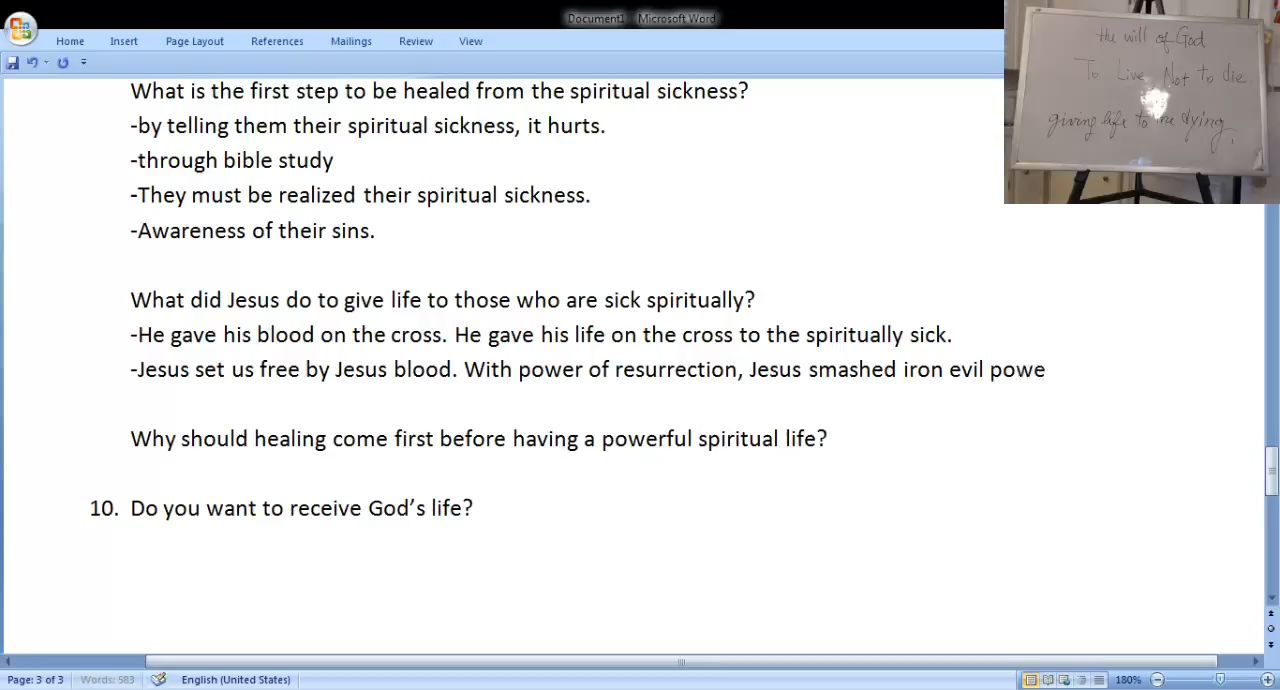 Document1 - Microsoft Word
Home Insert Page Layout References Mailings Review View
the will of God
To Live, Not to die
giving life to the dying,
What is the first step to be healed from the spiritual sickness?
-by telling them their spiritual sickness, it hurts.
-through bible study
-They must be realized their spiritual sickness.
-Awareness of their sins.
What did Jesus do to give life to those who are sick spiritually?
-He gave his blood on the cross. He gave his life on the cross to the spiritually sick.
-Jesus set us free by Jesus blood. With power of resurrection, Jesus smashed iron evil powe
Why should healing come first before having a powerful spiritual life?
10. Do you want to receive God’s life?
Page: 3 of 3 Words: 583 English (United States) 180%